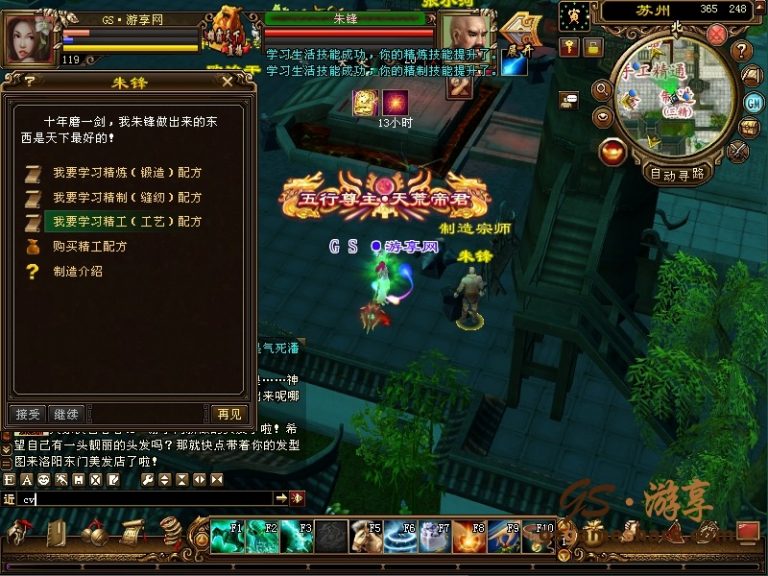 GS·游享网
119
朱锋
苏州 365 248
北
学习生活技能成功，你的精炼技能提升了。
学习生活技能成功，你的精制技能提升了。
展开
13小时
GM
自动寻路
朱锋
十年磨一剑，我朱锋做出来的东
西是天下最好的！
我要学习精炼（锻造）配方
我要学习精制（缝纫）配方
我要学习精工（工艺）配方
购买精工配方
制造介绍
接受
继续
再见
五行尊主·天荒帝君
制造宗师
GS 游享网
朱锋
气死潘
……神
来呢哪
啦！希
望自己有一头靓丽的头发吗？那就快点带着你的发型
图来洛阳东门美发店了啦！
近 cv
F1 F2 F3 F5 F6 F7 F8 F9 F10
GS·游享